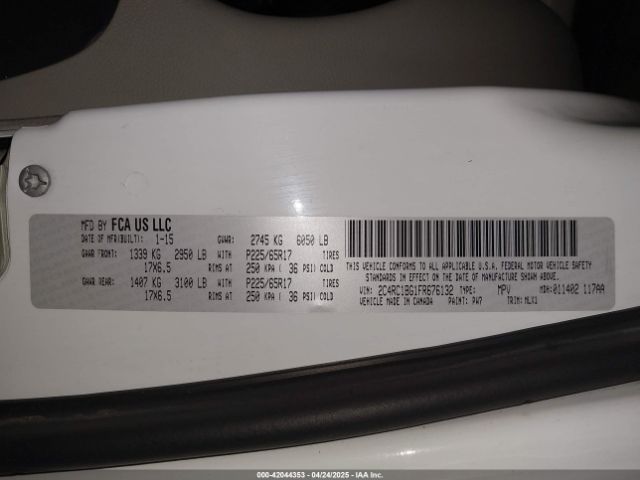 MFD BY FCA US LLC
DATE OF MFR(BUILT): 1-15 GVWR: 2745 KG 6050 LB
GAWR FRONT: 1339 KG 2950 LB WITH P225/65R17 TIRES
17X6.5 RIMS AT 250 KPA ( 36 PSI) COLD
GAWR REAR: 1407 KG 3100 LB WITH P225/65R17 TIRES
17X6.5 RIMS AT 250 KPA ( 36 PSI) COLD
THIS VEHICLE CONFORMS TO ALL APPLICABLE U.S.A. FEDERAL MOTOR VEHICLE SAFETY
STANDARDS IN EFFECT ON THE DATE OF MANUFACTURE SHOWN ABOVE.
VIN: 2C4RC1BG1FR676132 TYPE: MPV MDH: 011402 117AA
VEHICLE MADE IN CANADA PAINT: PW7 TRIM: MLX1
000-42044353 - 04/24/2025 - IAA Inc.